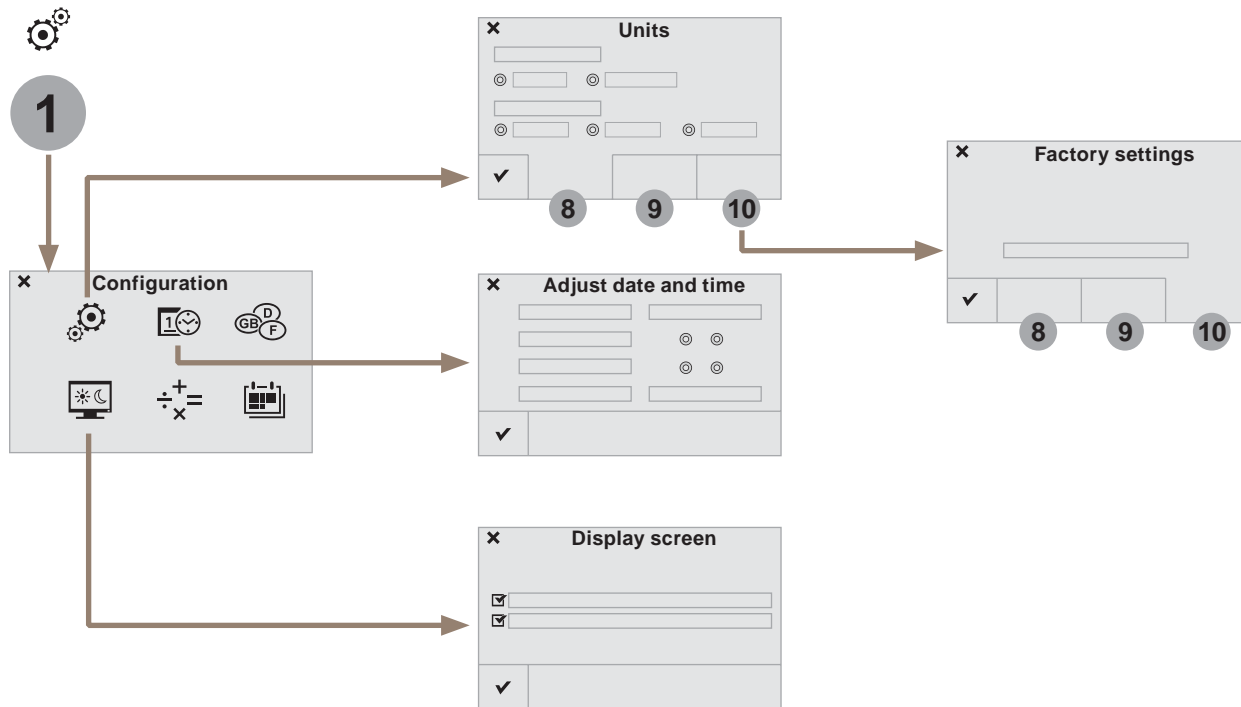 1
Units
8
9
10
Factory settings
8
9
10
Configuration
1
GB
D
F
Adjust date and time
Display screen